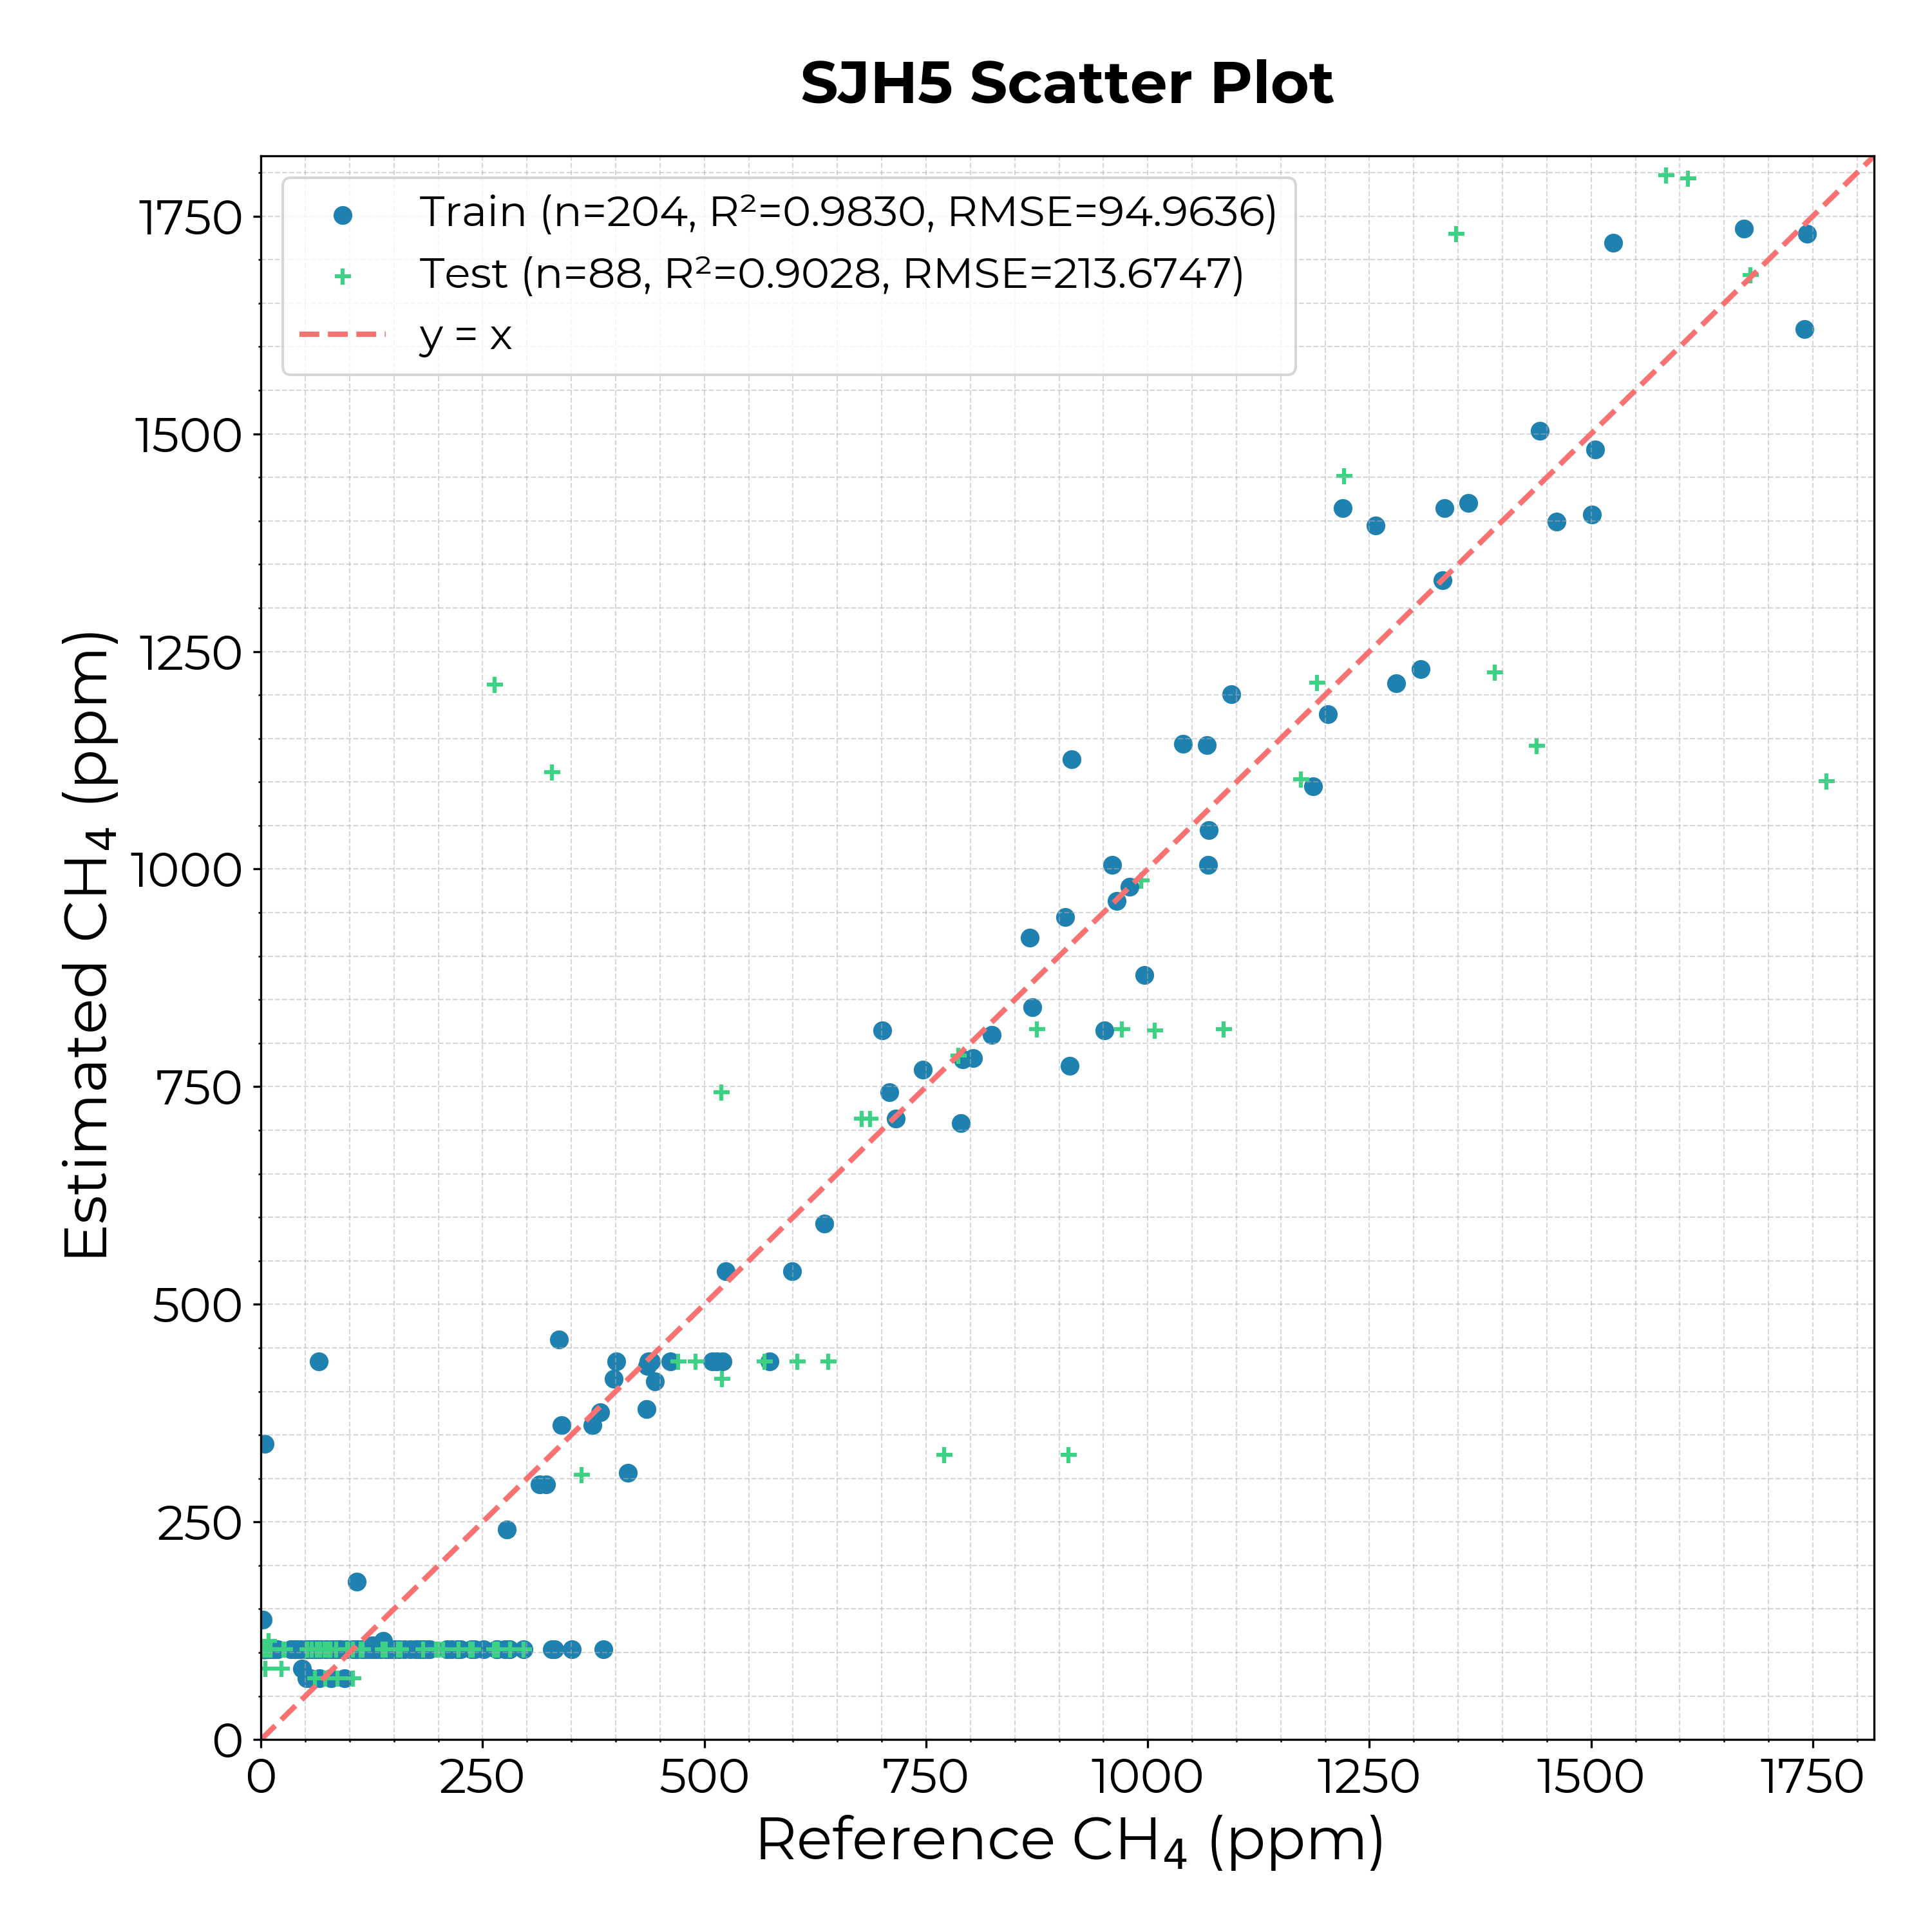 SJH5 Scatter Plot
Train (n=204, R²=0.9830, RMSE=94.9636)
Test (n=88, R²=0.9028, RMSE=213.6747)
y = x
Estimated CH₄ (ppm)
1750
1500
1250
1000
750
500
250
0
0 250 500 750 1000 1250 1500 1750
Reference CH₄ (ppm)